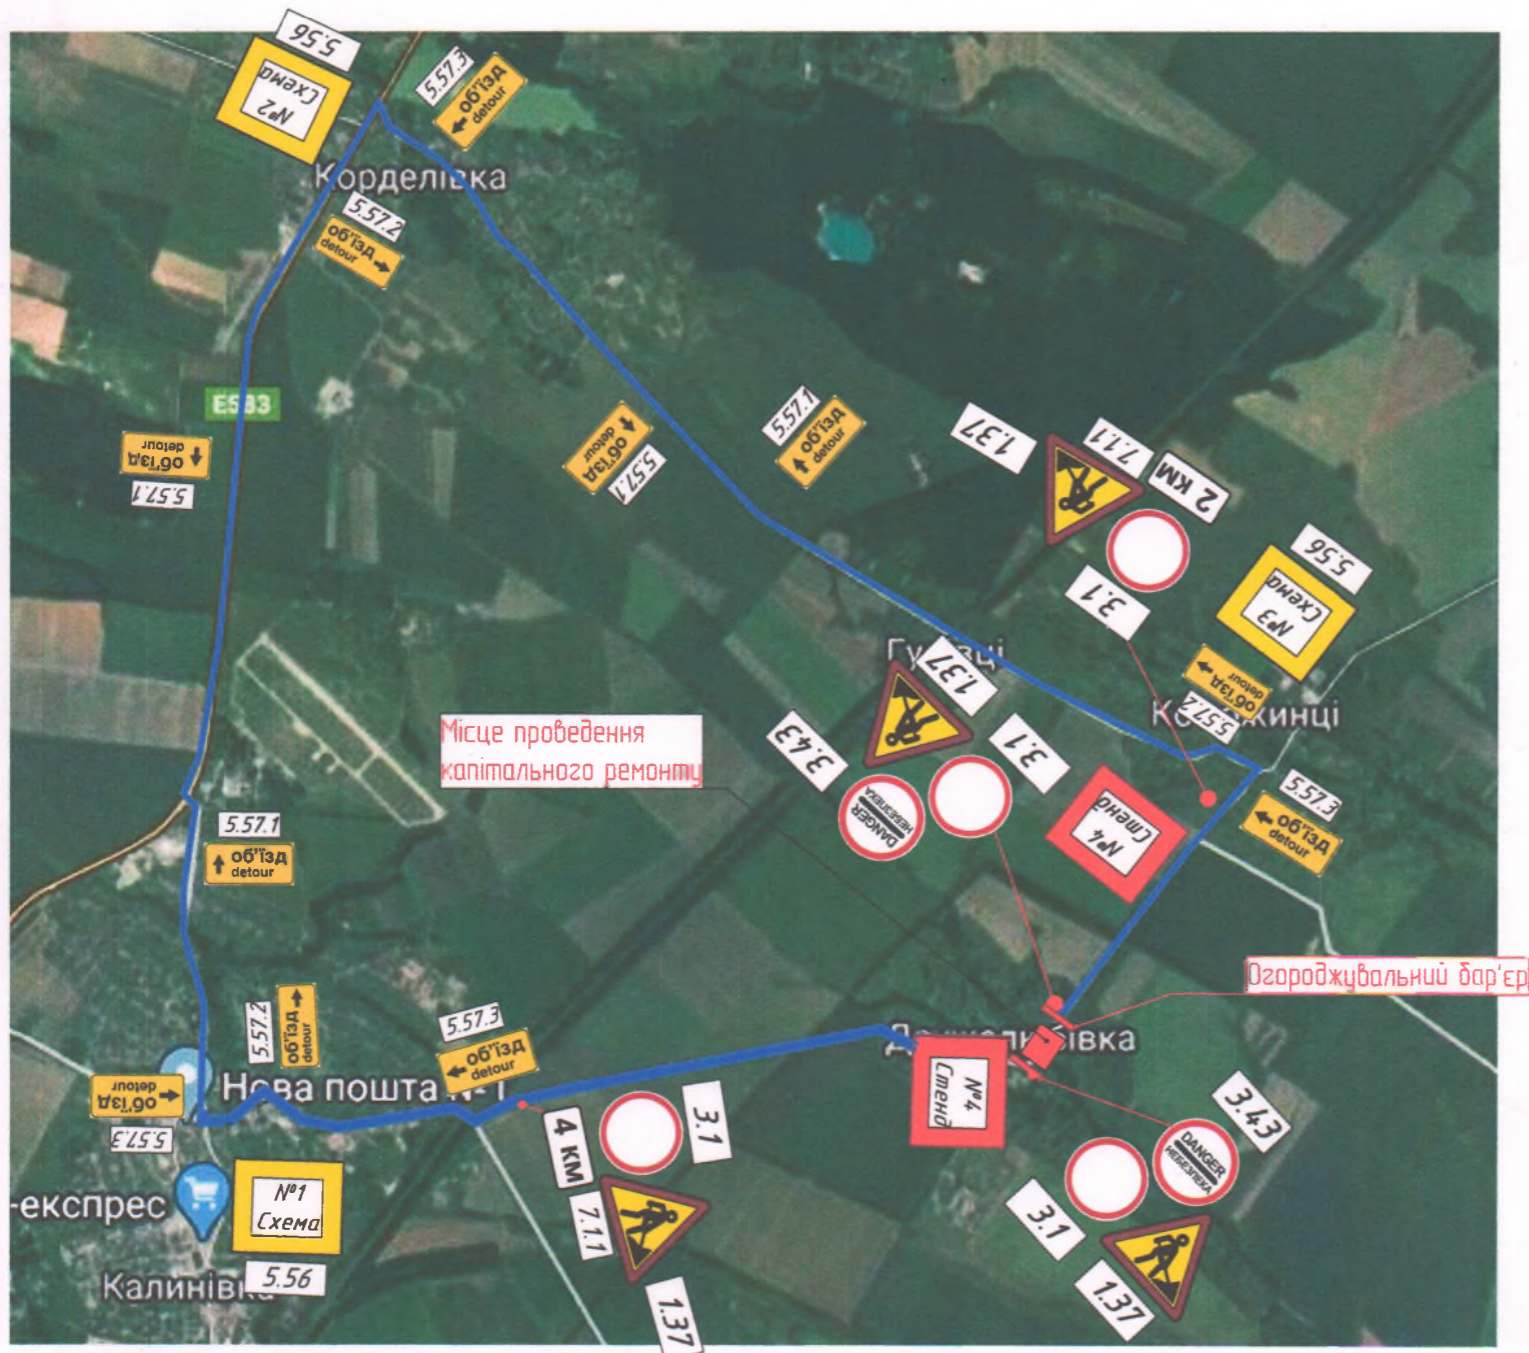 5.56
Схема
№2
5.57.3
об'їзд
detour
Корделівка
5.57.2
об'їзд
detour
E583
об'їзд
detour
5.57.1
об'їзд
detour
5.57.1
5.57.1
об'їзд
detour
1.37
7.1.1
2 КМ
3.1
5.56
Схема
№3
1.37
об'їзд
detour
5.57.2
Місце проведення
капітального ремонту
3.43
DANGER
НЕБЕЗПЕКА
3.1
Стенд
№4
5.57.3
об'їзд
detour
5.57.1
об'їзд
detour
Огороджувальний бар'єр
5.57.2
об'їзд
detour
5.57.3
об'їзд
detour
Нова пошта №1
об'їзд
detour
5.57.3
№4
Стенд
4 КМ
3.1
7.1.1
1.37
3.43
DANGER
НЕБЕЗПЕКА
3.1
1.37
-експрес
№1
Схема
5.56